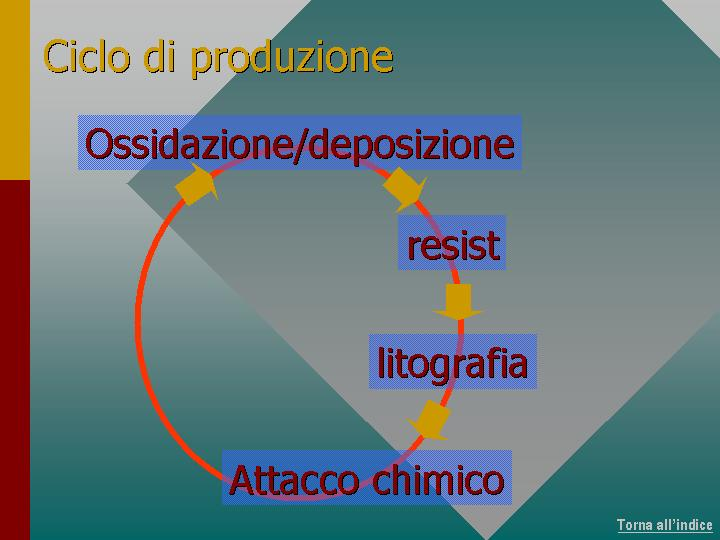 Ciclo di produzione
Ossidazione/deposizione
resist
litografia
Attacco chimico
Torna all'indice